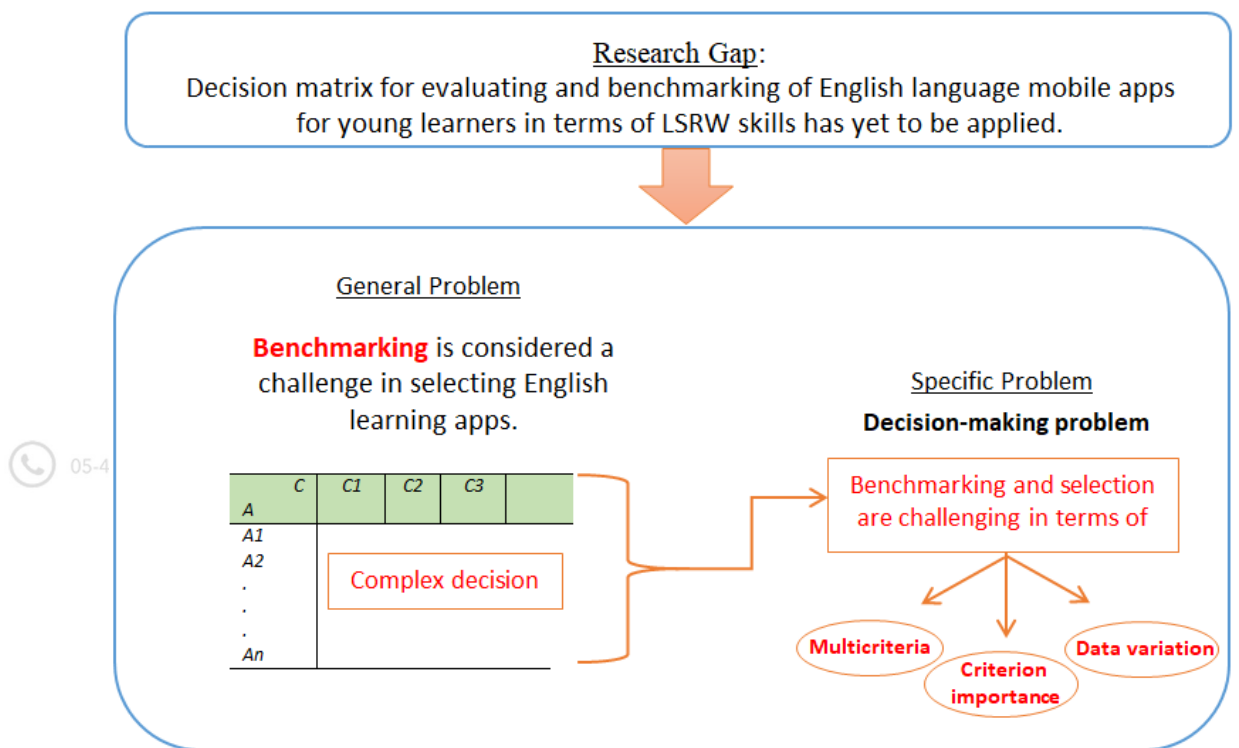 Research Gap:
Decision matrix for evaluating and benchmarking of English language mobile apps
for young learners in terms of LSRW skills has yet to be applied.
General Problem
Benchmarking is considered a
challenge in selecting English
learning apps.
C C1 C2 C3
A
A1
A2
.
.
.
An
Complex decision
Specific Problem
Decision-making problem
Benchmarking and selection
are challenging in terms of
Multicriteria
Criterion
importance
Data variation
05-4